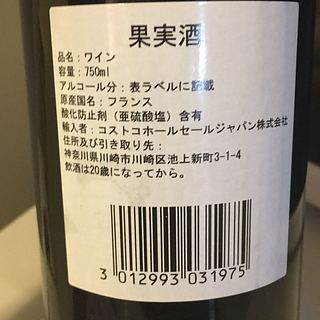 果実酒
品名：ワイン
容量：750ml
アルコール分：表ラベルに記載
原産国名：フランス
酸化防止剤（亜硫酸塩）含有
輸入者：コストコホールセールジャパン株式会社
住所及び引き取り先：
神奈川県川崎市川崎区池上新町3-1-4
飲酒は20歳になってから。
3 012993 031975